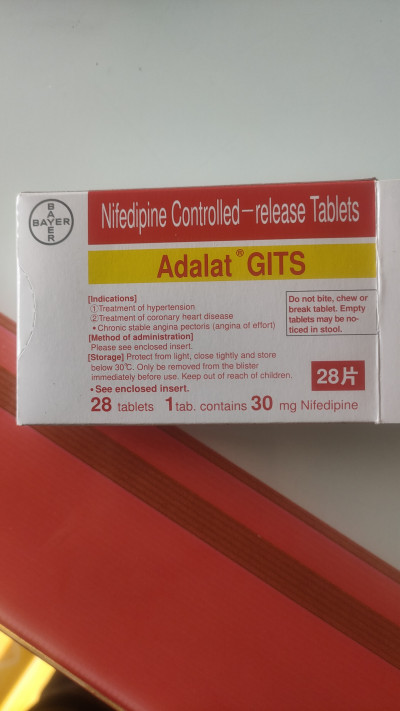 BAYER
BAYER
Nifedipine Controlled-release Tablets
Adalat® GITS
[Indications]
①Treatment of hypertension
②Treatment of coronary heart disease
• Chronic stable angina pectoris (angina of effort)
[Method of administration]
Please see enclosed insert.
[Storage] Protect from light, close tightly and store
below 30℃. Only be removed from the blister
immediately before use. Keep out of reach of children.
• See enclosed insert.
Do not bite, chew or
break tablet. Empty
tablets may be no-
ticed in stool.
28片
28 tablets 1 tab. contains 30 mg Nifedipine